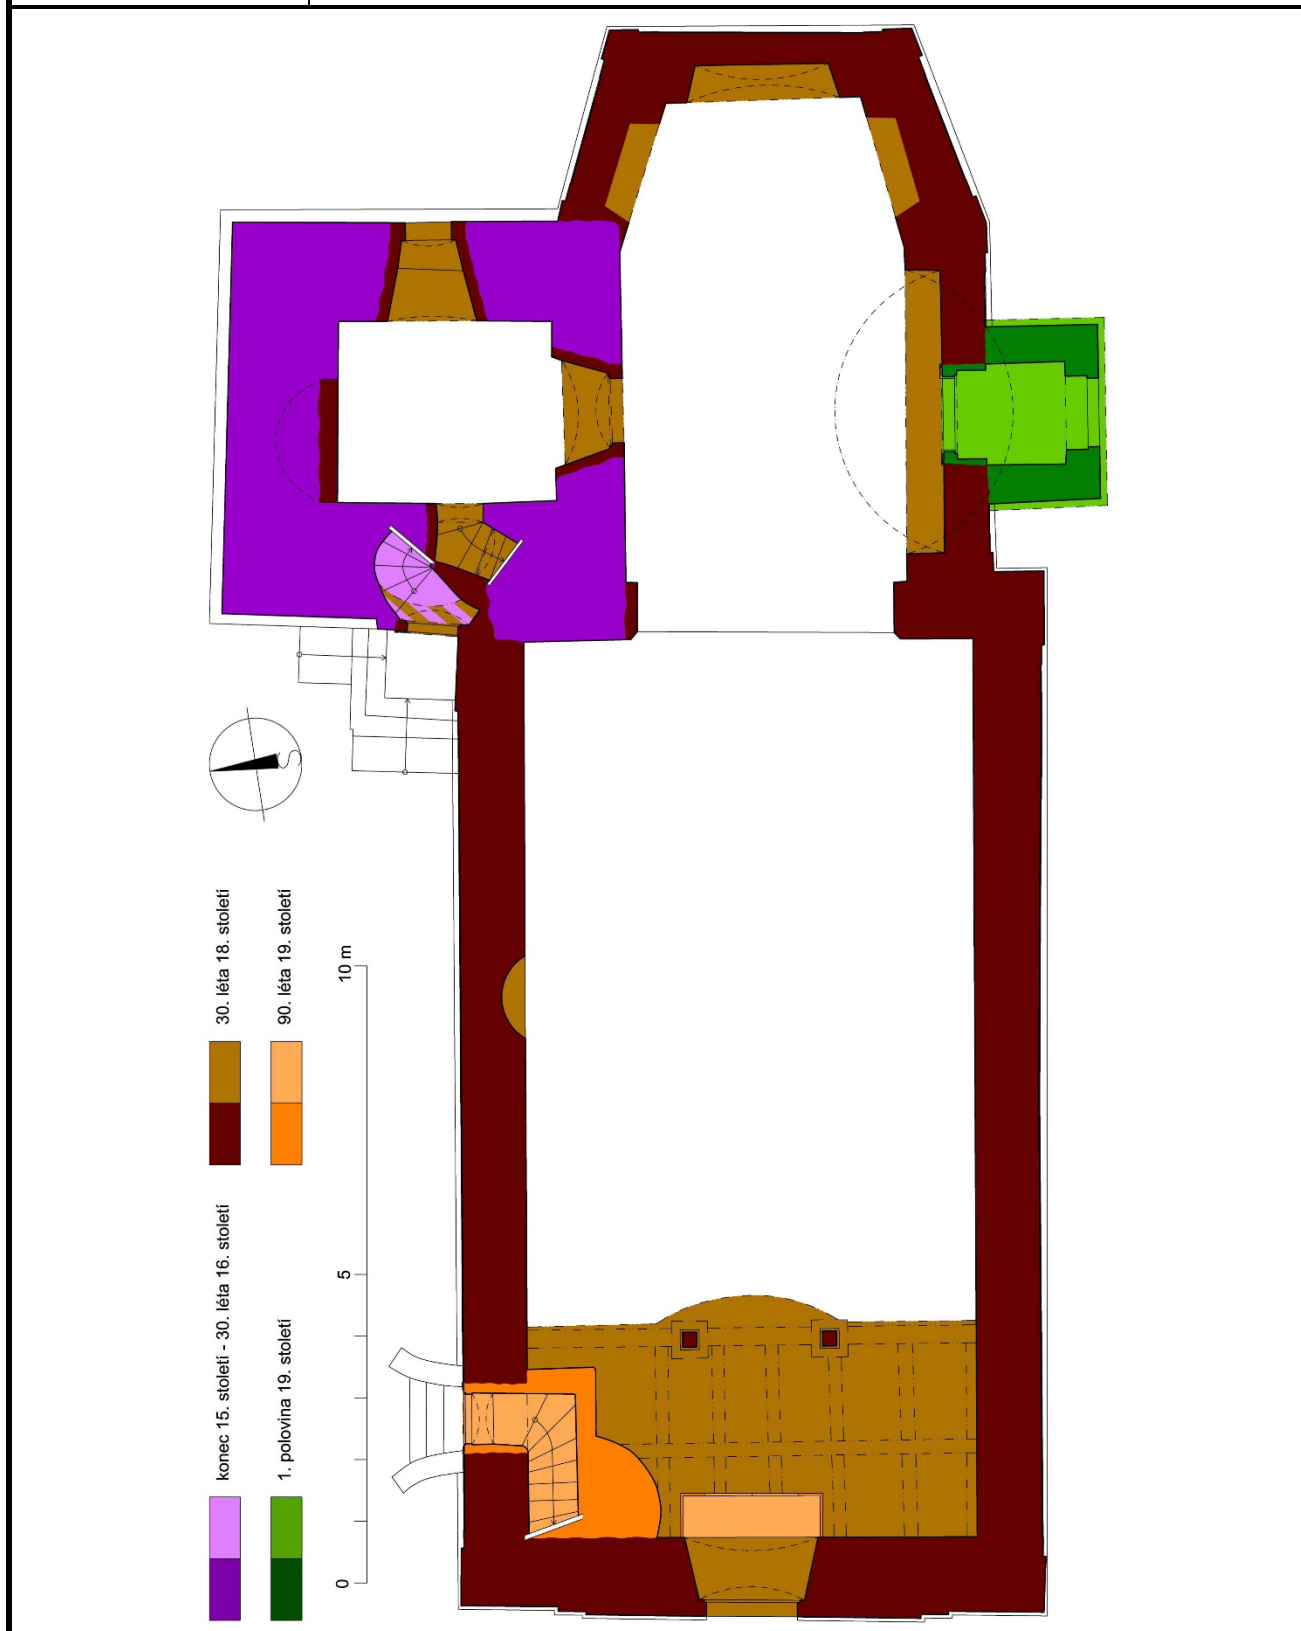 konec 15. století - 30. léta 16. století
1. polovina 19. století
30. léta 18. století
90. léta 19. století
0
5
10 m
S